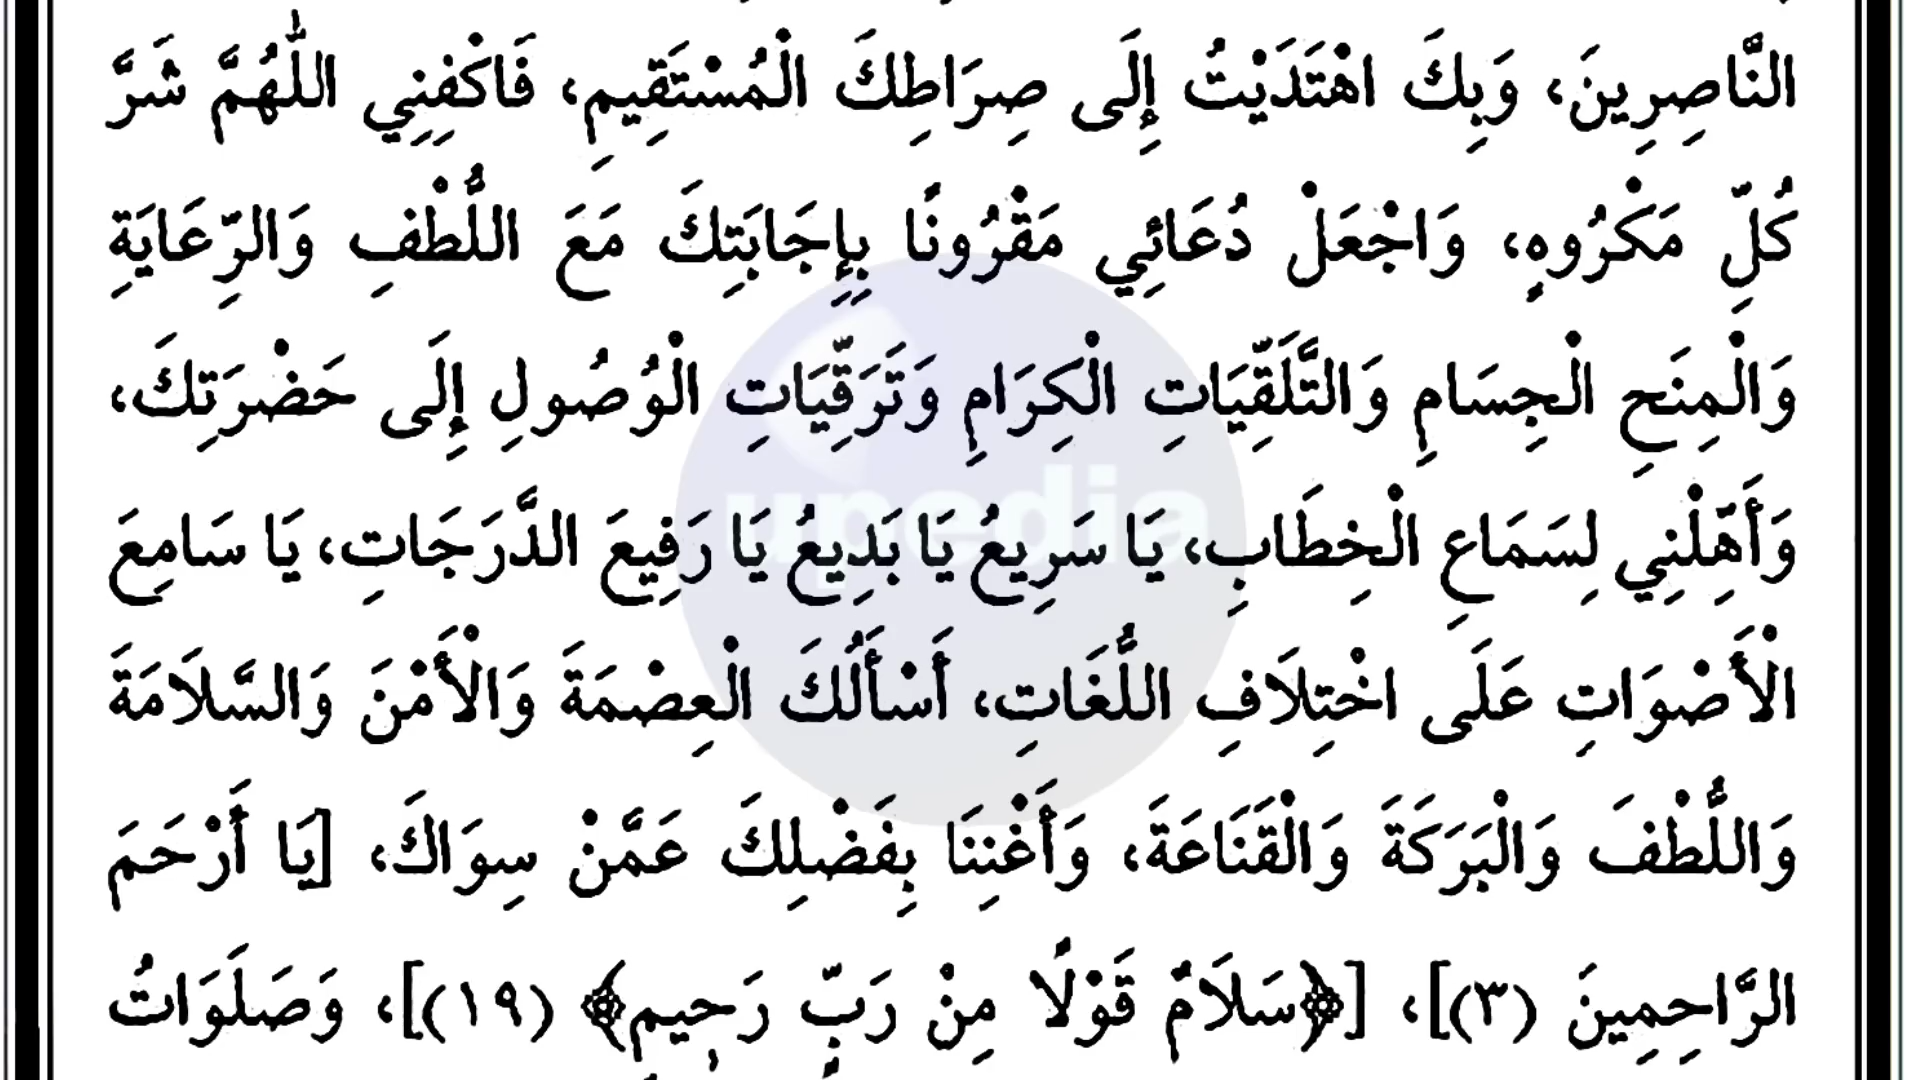 النَّاصِرِينَ، وَبِكَ اهْتَدَيْتُ إِلَى صِرَاطِكَ الْمُسْتَقِيمِ، فَاكْفِنِي اللّٰهُمَّ شَرَّ
كُلِّ مَكْرُوهٍ، وَاجْعَلْ دُعَائِي مَقْرُونًا بِإِجَابَتِكَ مَعَ اللُّطْفِ وَالرِّعَايَةِ
وَالْمِنَحِ الْجِسَامِ وَالتَّلَقِّيَاتِ الْكِرَامِ وَتَرَقِّيَاتِ الْوُصُولِ إِلَى حَضْرَتِكَ،
وَأَهِّلْنِي لِسَمَاعِ الْخِطَابِ، يَا سَرِيعُ يَا بَدِيعُ يَا رَفِيعَ الدَّرَجَاتِ، يَا سَامِعَ
الْأَصْوَاتِ عَلَى اخْتِلَافِ اللُّغَاتِ، أَسْأَلُكَ الْعِصْمَةَ وَالْأَمْنَ وَالسَّلَامَةَ
وَاللُّطْفَ وَالْبَرَكَةَ وَالْقَنَاعَةَ، وَأَغْنِنَا بِفَضْلِكَ عَمَّنْ سِوَاكَ، [يَا أَرْحَمَ
الرَّاحِمِينَ (٣)]، [﴿سَلَامٌ قَوْلًا مِنْ رَبٍّ رَحِيمٍ﴾ (١٩)]، وَصَلَوَاتُ
upedia